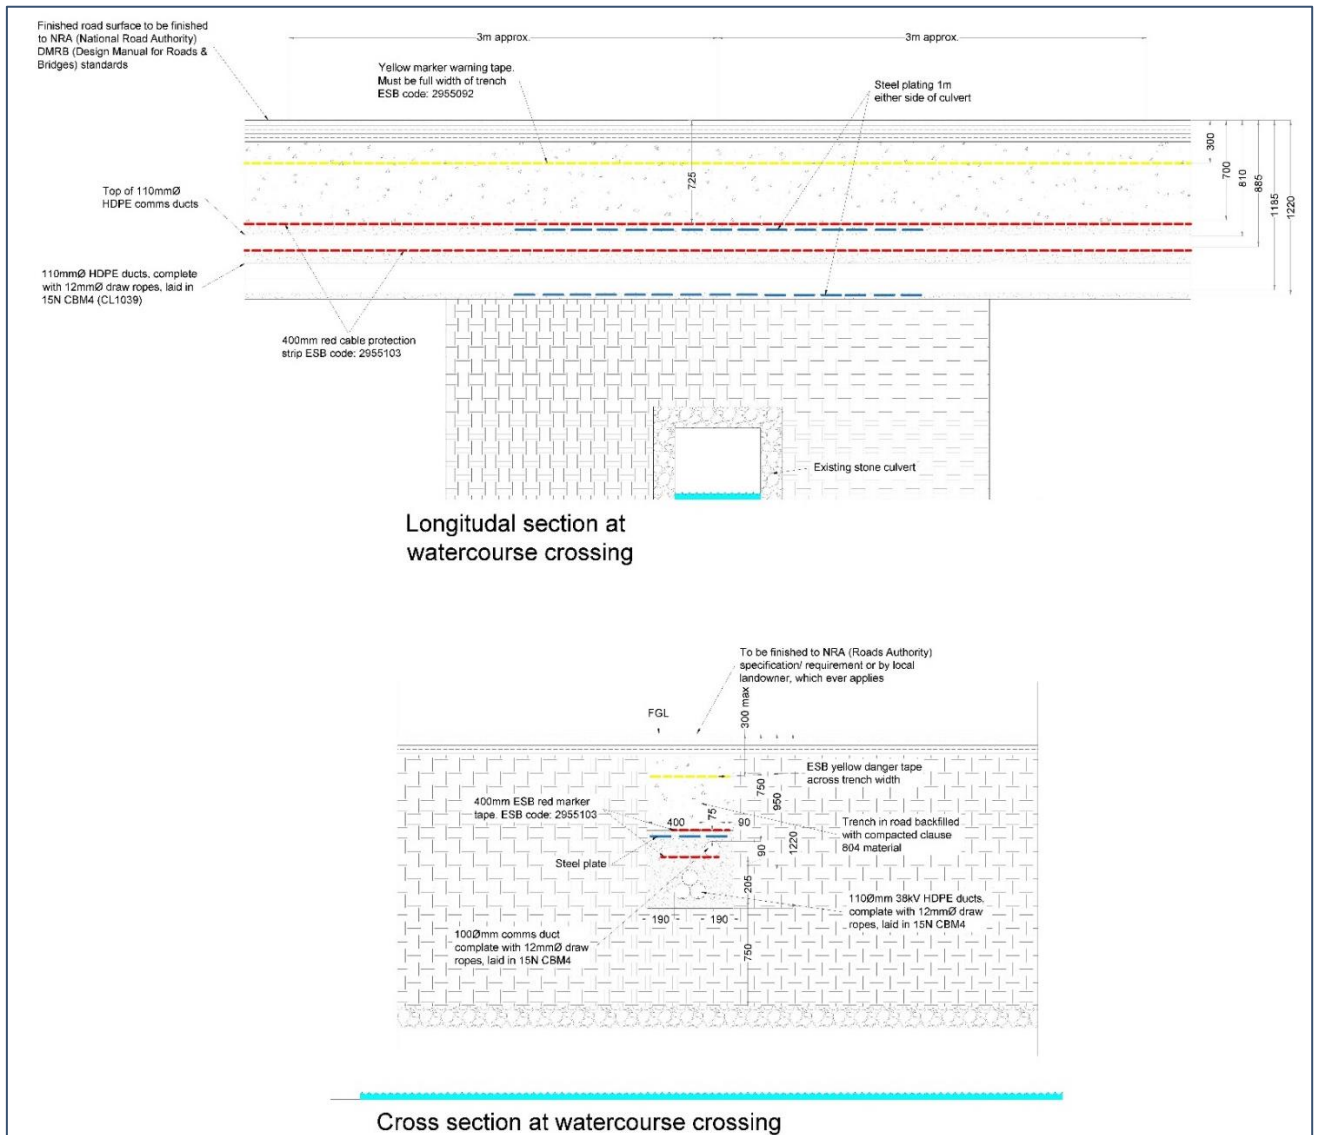 Finished road surface to be finished
to NRA (National Road Authority)
DMRB (Design Manual for Roads &
Bridges) standards
3m approx.
3m approx.
Yellow marker warning tape.
Must be full width of trench
ESB code: 2955092
Steel plating 1m
either side of culvert
725
300
700
810
885
1185
1220
Top of 110mmØ
HDPE comms ducts
110mmØ HDPE ducts, complete
with 12mmØ draw ropes, laid in
15N CBM4 (CL1039)
400mm red cable protection
strip ESB code: 2955103
Existing stone culvert
Longitudal section at
watercourse crossing
To be finished to NRA (Roads Authority)
specification/ requirement or by local
landowner, which ever applies
FGL
300 max
ESB yellow danger tape
across trench width
750
950
1220
400mm ESB red marker
tape. ESB code: 2955103
400
75
90
Trench in road backfilled
with compacted clause
804 material
Steel plate
90
205
110Ømm 38kV HDPE ducts,
complate with 12mmØ draw
ropes, laid in 15N CBM4
190
190
100Ømm comms duct
complate with 12mmØ draw
ropes, laid in 15N CBM4
750
Cross section at watercourse crossing